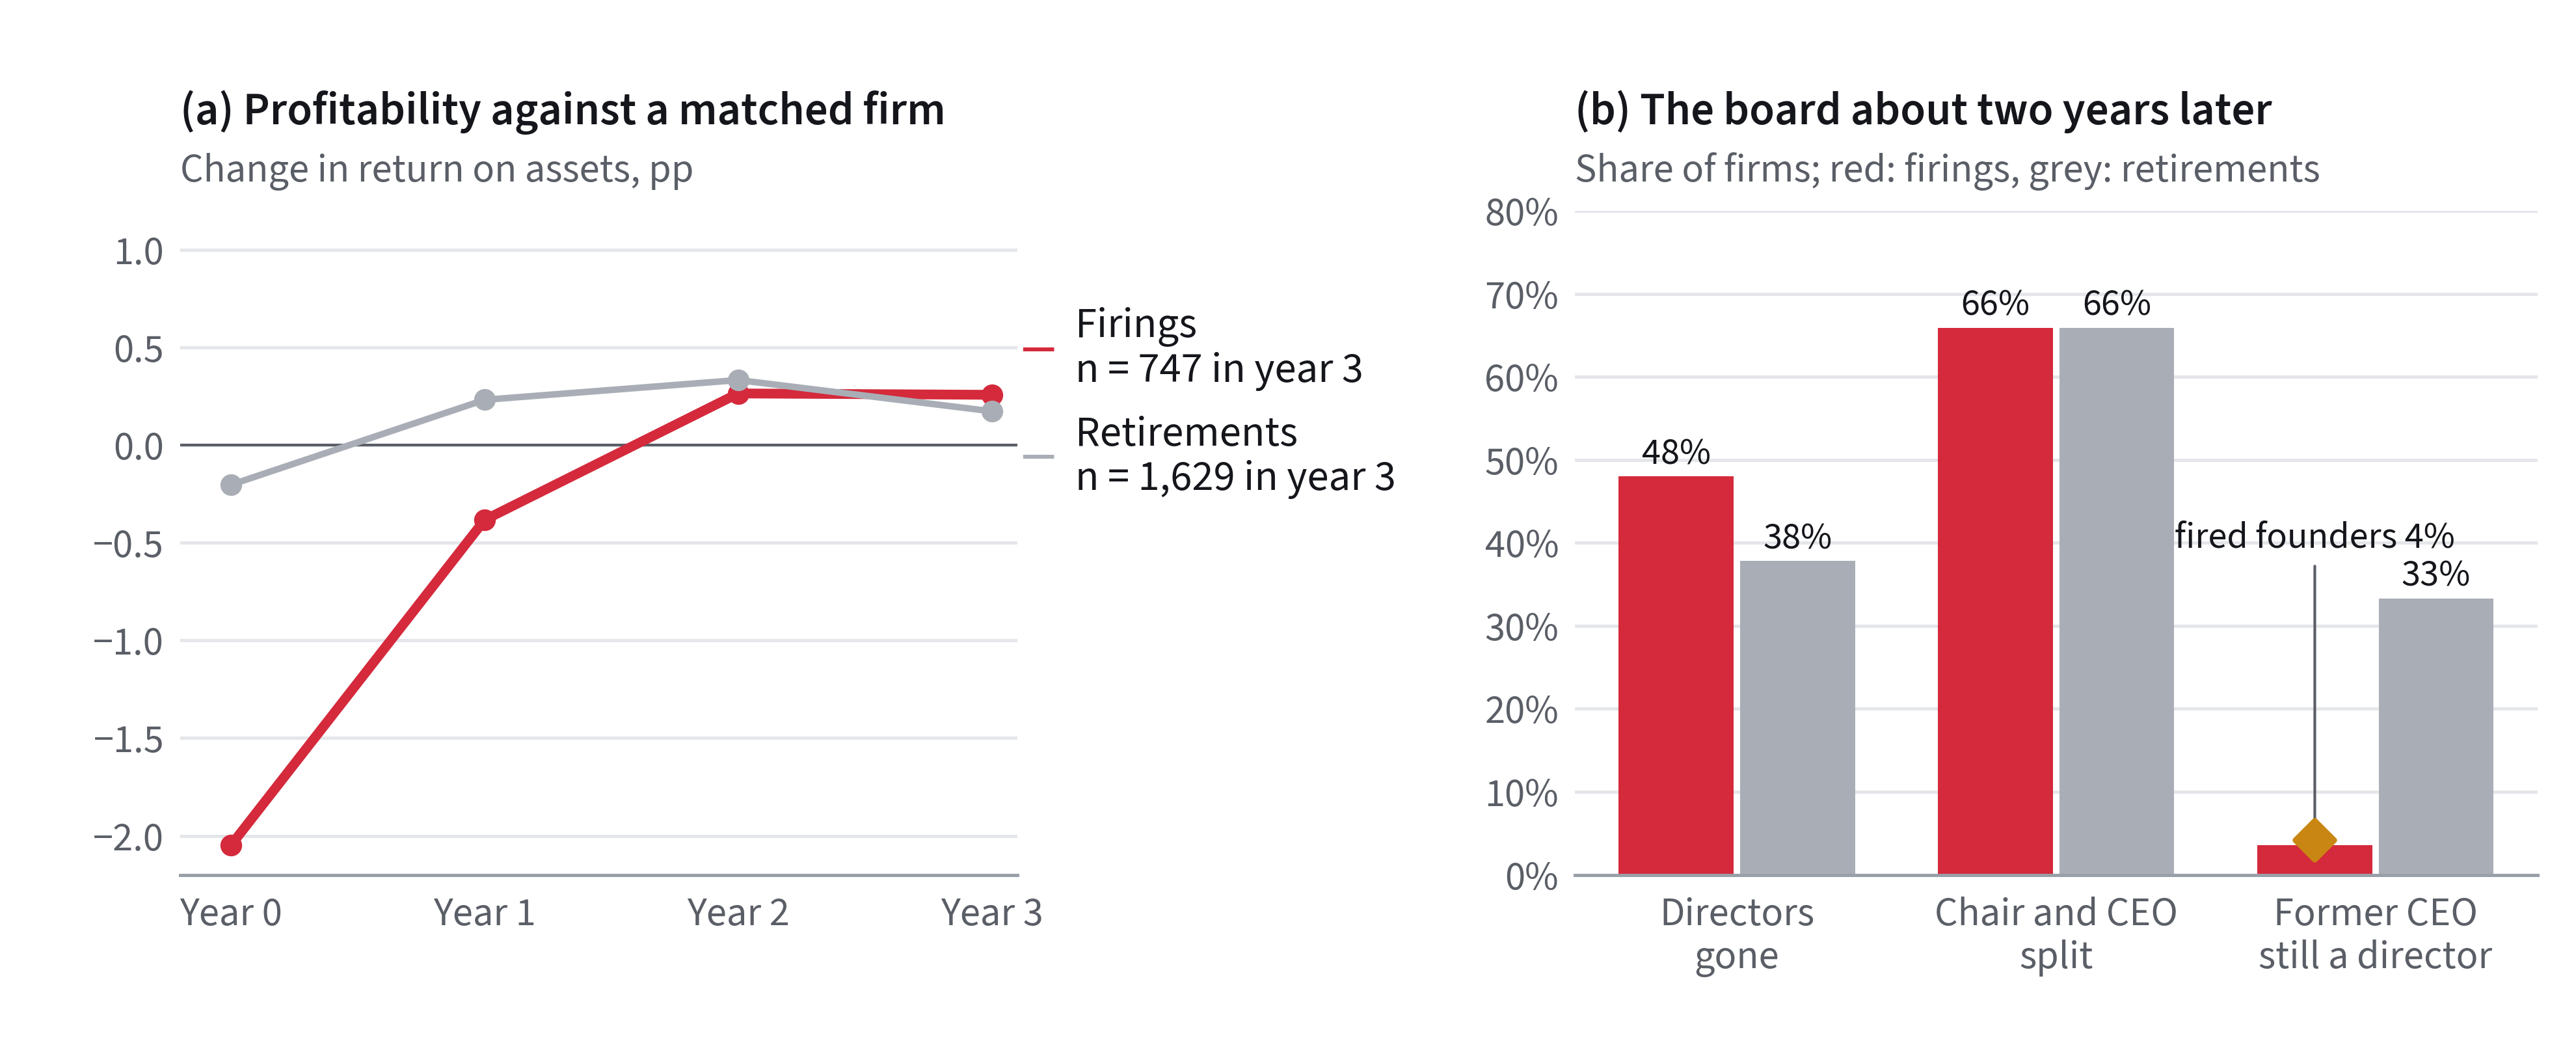 (a) Profitability against a matched firm
Change in return on assets, pp
1.0
0.5
0.0
−0.5
−1.0
−1.5
−2.0
Year 0
Year 1
Year 2
Year 3
Firings
n = 747 in year 3
Retirements
n = 1,629 in year 3
(b) The board about two years later
Share of firms; red: firings, grey: retirements
80%
70%
60%
50%
40%
30%
20%
10%
0%
48%
38%
66%
66%
fired founders 4%
33%
Directors
gone
Chair and CEO
split
Former CEO
still a director